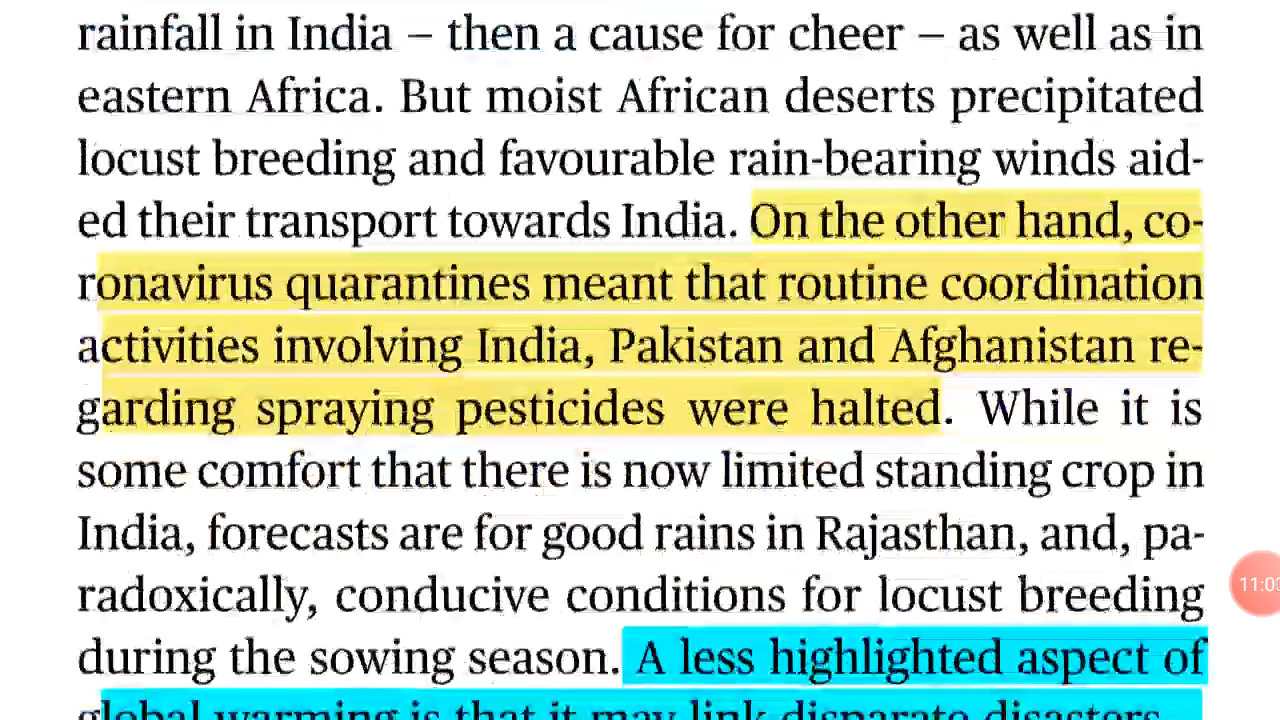 rainfall in India – then a cause for cheer – as well as in
eastern Africa. But moist African deserts precipitated
locust breeding and favourable rain-bearing winds aid-
ed their transport towards India. On the other hand, co-
ronavirus quarantines meant that routine coordination
activities involving India, Pakistan and Afghanistan re-
garding spraying pesticides were halted. While it is
some comfort that there is now limited standing crop in
India, forecasts are for good rains in Rajasthan, and, pa-
radoxically, conducive conditions for locust breeding
during the sowing season. A less highlighted aspect of
global warming is that it may link disparate disasters